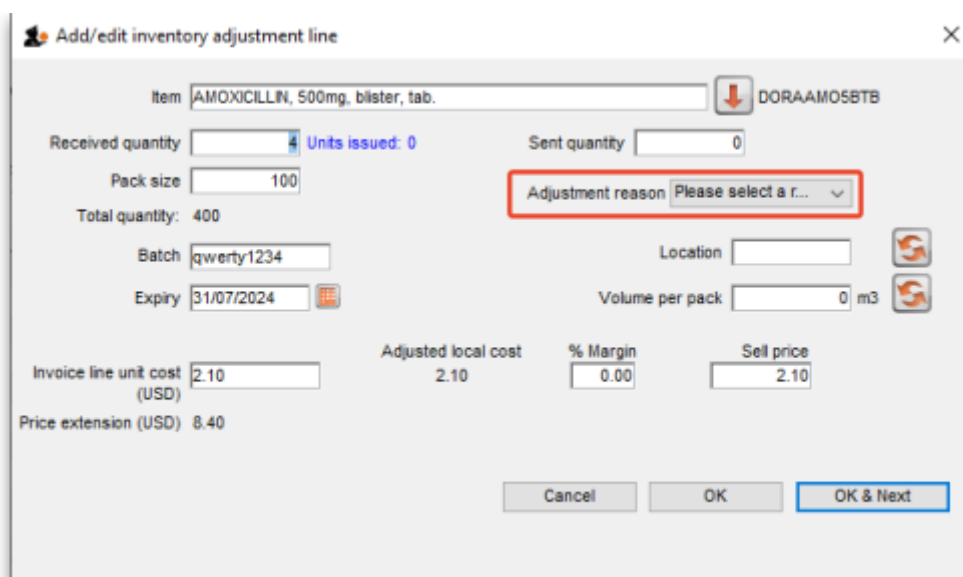 Add/edit inventory adjustment line
Item AMOXICILLIN, 500mg, blister, tab. DORAAMO5BTB
Received quantity 4 Units issued: 0 Sent quantity 0
Pack size 100 Adjustment reason Please select a r...
Total quantity: 400
Batch qwerty1234 Location
Expiry 31/07/2024 Volume per pack 0 m3
Adjusted local cost % Margin Sell price
Invoice line unit cost 2.10 2.10 0.00 2.10
(USD)
Price extension (USD) 8.40
Cancel OK OK & Next